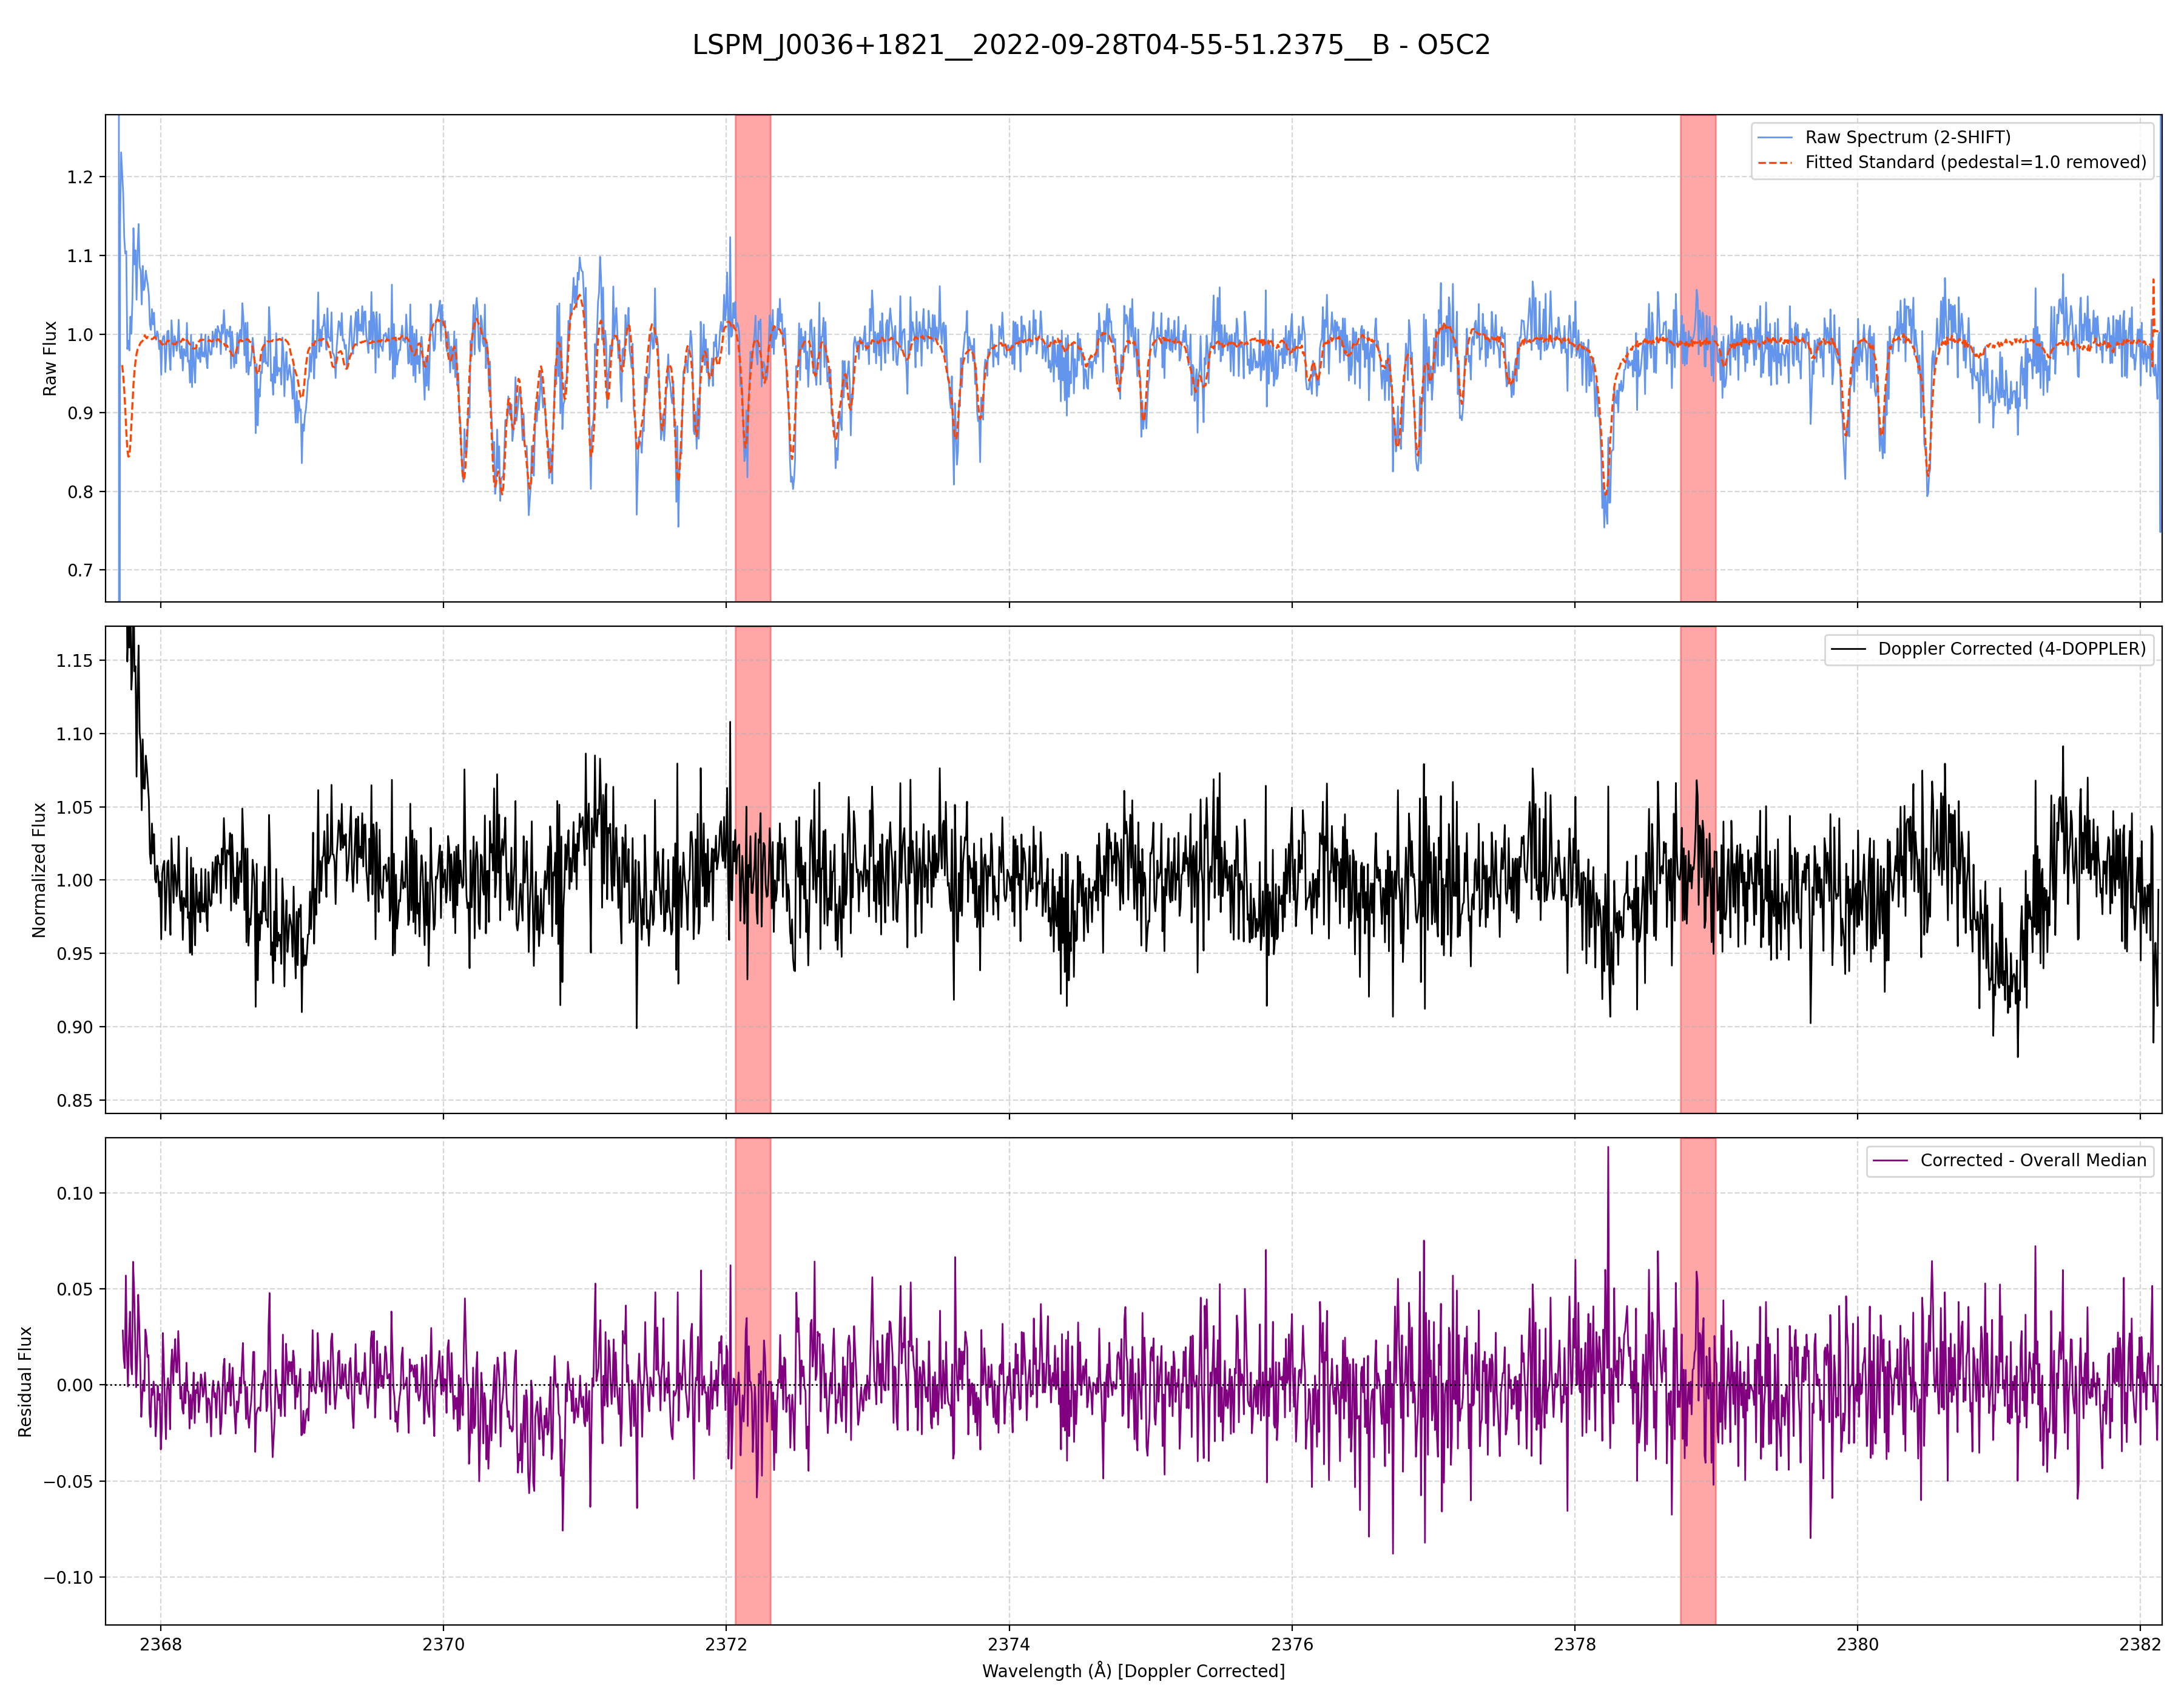 LSPM_J0036+1821__2022-09-28T04-55-51.2375__B - O5C2
Raw Spectrum (2-SHIFT)
Fitted Standard (pedestal=1.0 removed)
Raw Flux
1.2
1.1
1.0
0.9
0.8
0.7
Doppler Corrected (4-DOPPLER)
Normalized Flux
1.15
1.10
1.05
1.00
0.95
0.90
0.85
Corrected - Overall Median
Residual Flux
0.10
0.05
0.00
−0.05
−0.10
2368 2370 2372 2374 2376 2378 2380 2382
Wavelength (Å) [Doppler Corrected]